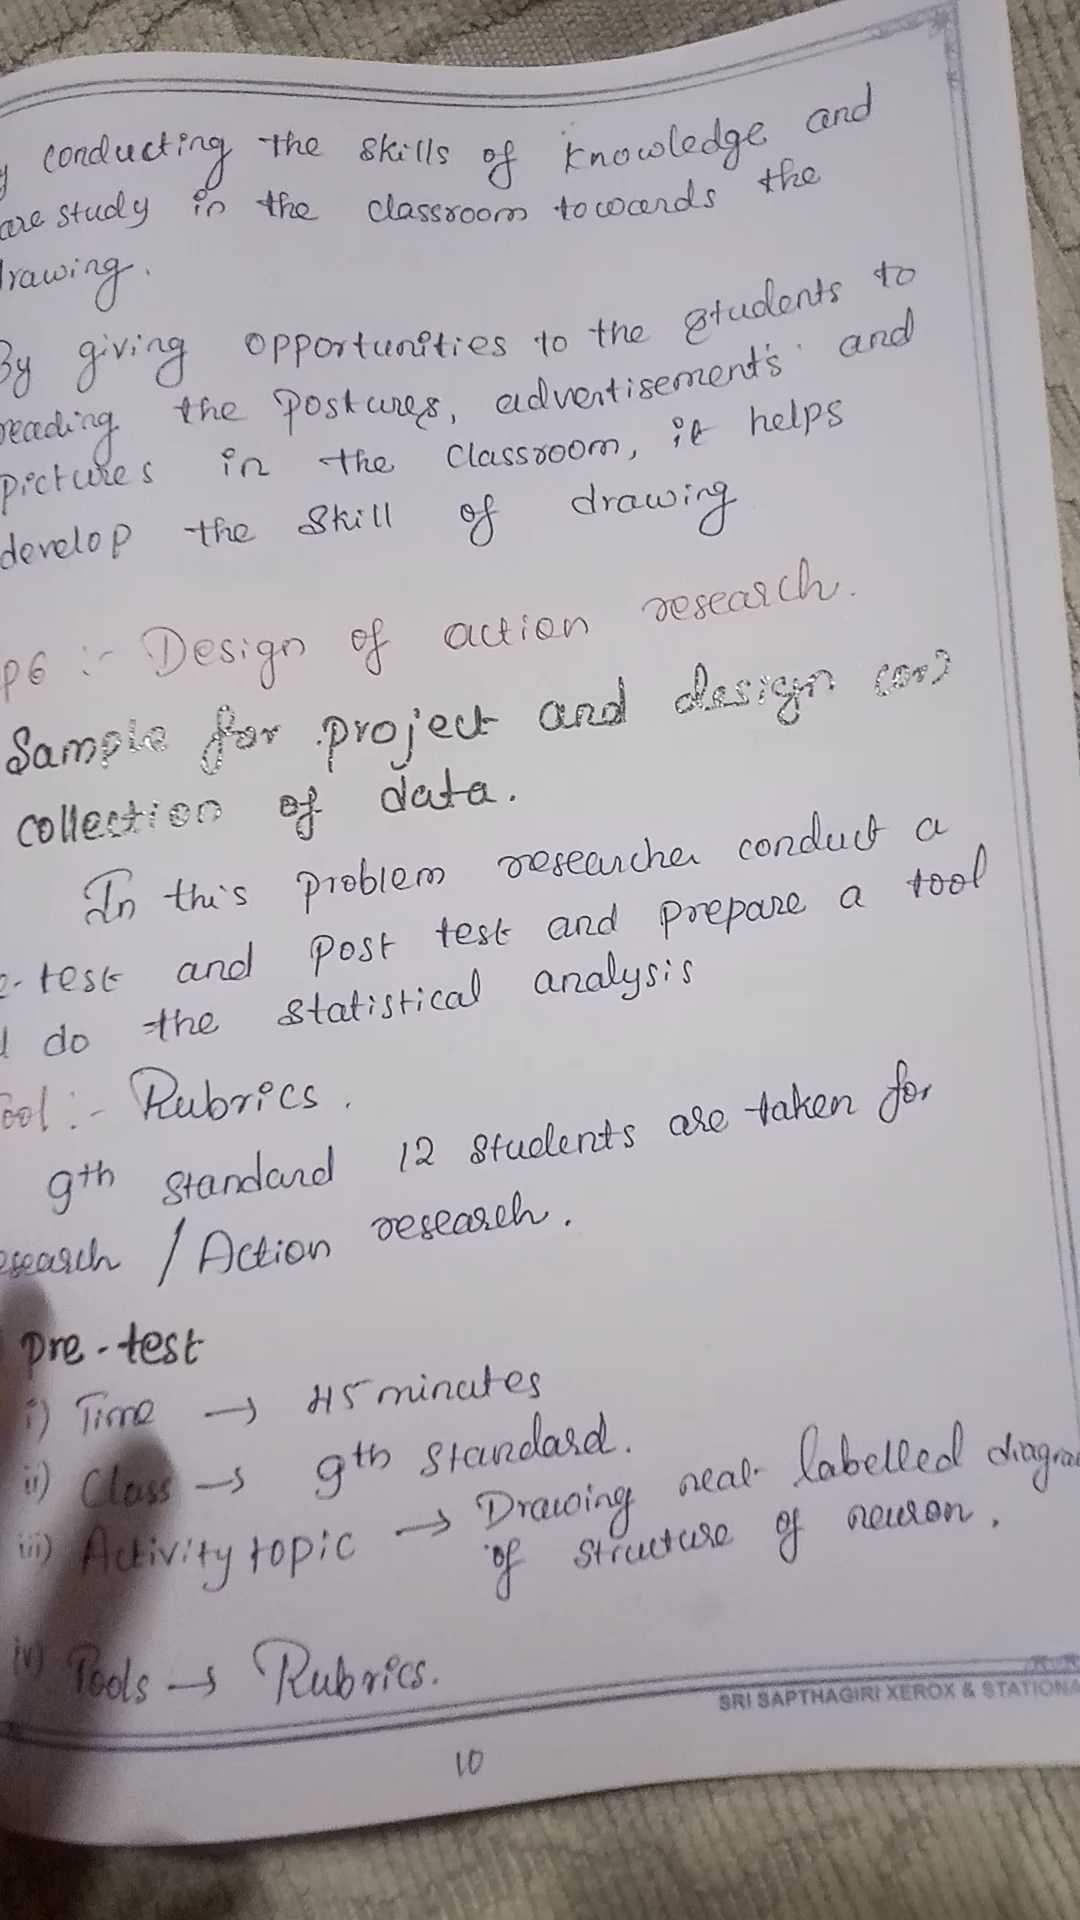 conducting the skills of knowledge and
study in the classroom towards the
drawing.
By giving opportunities to the students to
reading the postures, advertisements and
pictures in the classroom, it helps
develop the skill of drawing
p6 :- Design of action research.
Sample for project and design (or)
collection of data.
In this problem researcher conduct a
test and post test and prepare a tool
do the statistical analysis
Tool :- Rubrics.
9th standard 12 students are taken for
research / Action research.
Pre-test
i) Time → 45 minutes
ii) Class → 9th standard.
iii) Activity topic → Drawing neat labelled diagram
of structure of neuron.
iv) Tools → Rubrics.
SRI SAPTHAGIRI XEROX & STATIONA
10